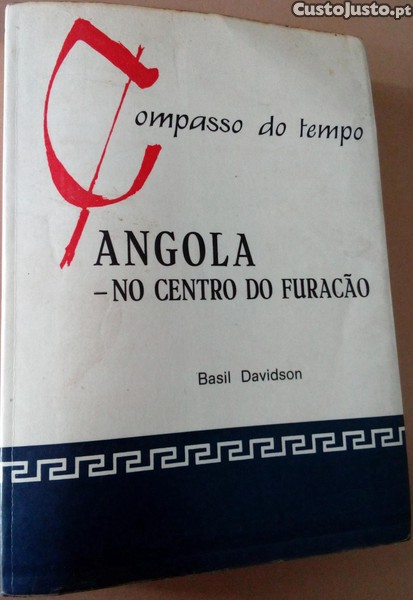 CustoJusto.pt
Compasso do tempo
ANGOLA
– NO CENTRO DO FURACÃO
Basil Davidson